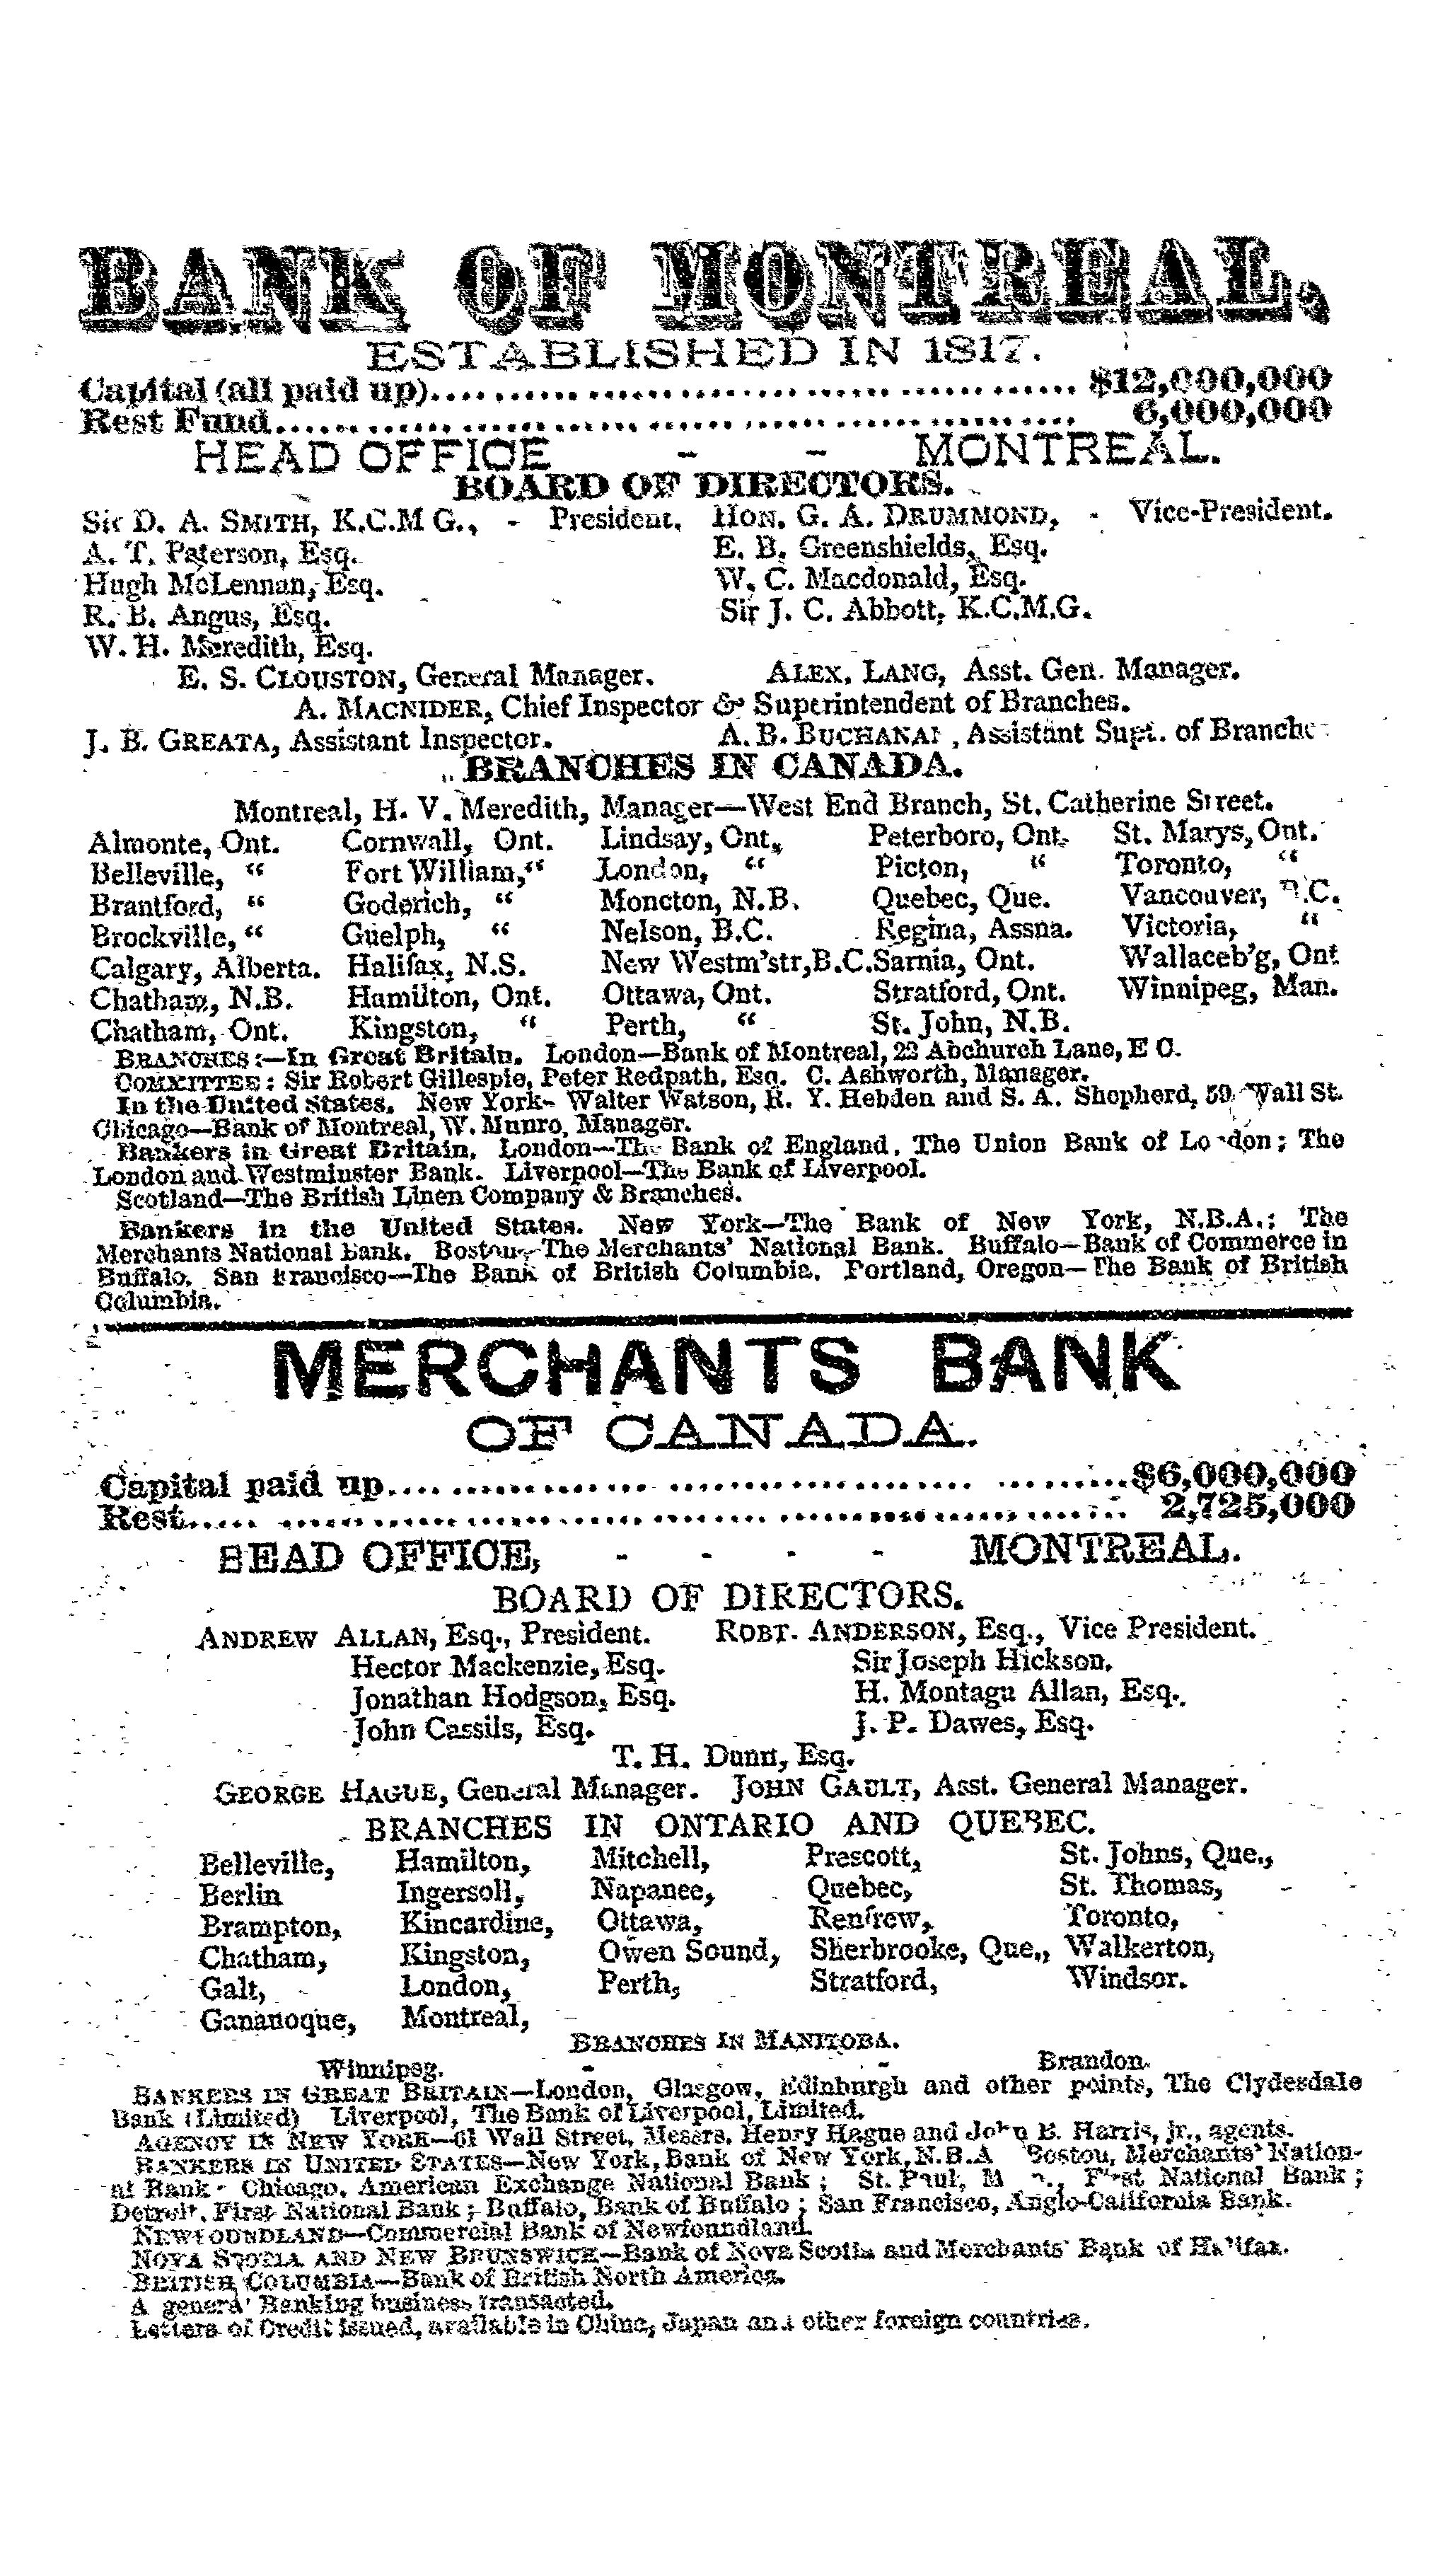 BANK OF MONTREAL.
ESTABLISHED IN 1817.
Capital (all paid up)........................................ $12,000,000
Rest Fund........................................ 6,000,000
HEAD OFFICE - - MONTREAL.
BOARD OF DIRECTORS.
Sir D. A. SMITH, K.C.M G., - President. HON. G. A. DRUMMOND, - Vice-President.
A. T. Paterson, Esq. E. B. Greenshields, Esq.
Hugh McLennan, Esq. W. C. Macdonald, Esq.
R. B. Angus, Esq. Sir J. C. Abbott, K.C.M.G.
W. H. Meredith, Esq.
E. S. CLOUSTON, General Manager. ALEX. LANG, Asst. Gen. Manager.
A. MACNIDER, Chief Inspector & Superintendent of Branches.
J. B. GREATA, Assistant Inspector. A. B. BUCHANAN, Assistant Supt. of Branche
BRANCHES IN CANADA.
Montreal, H. V. Meredith, Manager—West End Branch, St. Catherine Street.
Almonte, Ont. Cornwall, Ont. Lindsay, Ont., Peterboro, Ont. St. Marys, Ont.
Belleville, “ Fort William, “ London, “ Picton, “ Toronto, “
Brantford, “ Goderich, “ Moncton, N.B. Quebec, Que. Vancouver, B.C.
Brockville, “ Guelph, “ Nelson, B.C. Regina, Assna. Victoria, “
Calgary, Alberta. Halifax, N.S. New Westm'str, B.C. Sarnia, Ont. Wallaceb'g, Ont
Chatham, N.B. Hamilton, Ont. Ottawa, Ont. Stratford, Ont. Winnipeg, Man.
Chatham, Ont. Kingston, “ Perth, “ St. John, N.B.
BRANCHES:—In Great Britain. London—Bank of Montreal, 22 Abchurch Lane, E C.
COMMITTEE: Sir Robert Gillespie, Peter Redpath, Esq. C. Ashworth, Manager.
In the United States. New York- Walter Watson, R. Y. Hebden and S. A. Shepherd, 59 Wall St.
Chicago—Bank of Montreal, W. Munro, Manager.
Bankers in Great Britain. London—The Bank of England. The Union Bank of London; The
London and Westminster Bank. Liverpool—The Bank of Liverpool.
Scotland—The British Linen Company & Branches.
Bankers in the United States. New York—The Bank of New York, N.B.A.; The
Merchants National Bank. Boston—The Merchants' National Bank. Buffalo—Bank of Commerce in
Buffalo. San Francisco—The Bank of British Columbia. Portland, Oregon—The Bank of British
Columbia.
MERCHANTS BANK
OF CANADA.
Capital paid up........................................$6,000,000
Rest........................................ 2,725,000
HEAD OFFICE, - - - - MONTREAL.
BOARD OF DIRECTORS.
ANDREW ALLAN, Esq., President. ROBT. ANDERSON, Esq., Vice President.
Hector Mackenzie, Esq. Sir Joseph Hickson.
Jonathan Hodgson, Esq. H. Montagu Allan, Esq.
John Cassils, Esq. J. P. Dawes, Esq.
T. H. Dunn, Esq.
GEORGE HAGUE, General Manager. JOHN GAULT, Asst. General Manager.
BRANCHES IN ONTARIO AND QUEBEC.
Belleville, Hamilton, Mitchell, Prescott, St. Johns, Que.,
Berlin Ingersoll, Napanee, Quebec, St. Thomas,
Brampton, Kincardine, Ottawa, Renfrew, Toronto,
Chatham, Kingston, Owen Sound, Sherbrooke, Que., Walkerton,
Galt, London, Perth, Stratford, Windsor.
Gananoque, Montreal,
BRANCHES IN MANITOBA.
Winnipeg. - - Brandon.
BANKERS IN GREAT BRITAIN—London, Glasgow, Edinburgh and other points, The Clydesdale
Bank (Limited) Liverpool, The Bank of Liverpool, Limited.
AGENCY IN NEW YORK—61 Wall Street, Messrs. Henry Hague and John B. Harris, jr., agents.
BANKERS IN UNITED STATES—New York, Bank of New York, N.B.A Boston, Merchants' Nation-
al Bank - Chicago, American Exchange National Bank; St. Paul, First National Bank;
Detroit, First National Bank; Buffalo, Bank of Buffalo; San Francisco, Anglo-California Bank.
NEWFOUNDLAND—Commercial Bank of Newfoundland.
NOVA SCOTIA AND NEW BRUNSWICK—Bank of Nova Scotia and Merchants' Bank of Halifax.
BRITISH COLUMBIA—Bank of British North America.
A general Banking business transacted.
Letters of Credit issued, available in China, Japan and other foreign countries.